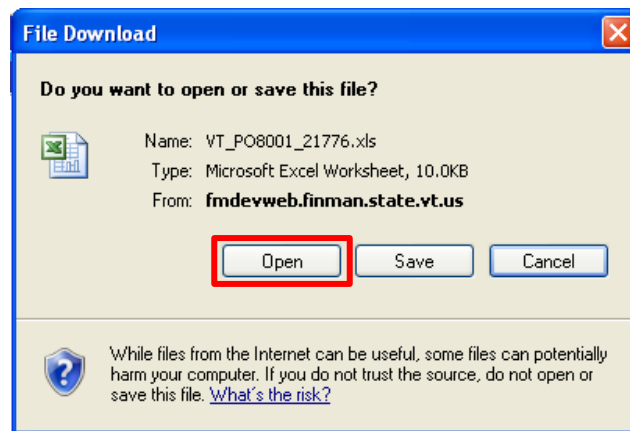 File Download
Do you want to open or save this file?
Name: VT_PO8001_21776.xls
Type: Microsoft Excel Worksheet, 10.0KB
From: fmdevweb.finman.state.vt.us
Open Save Cancel
While files from the Internet can be useful, some files can potentially
harm your computer. If you do not trust the source, do not open or
save this file. What's the risk?